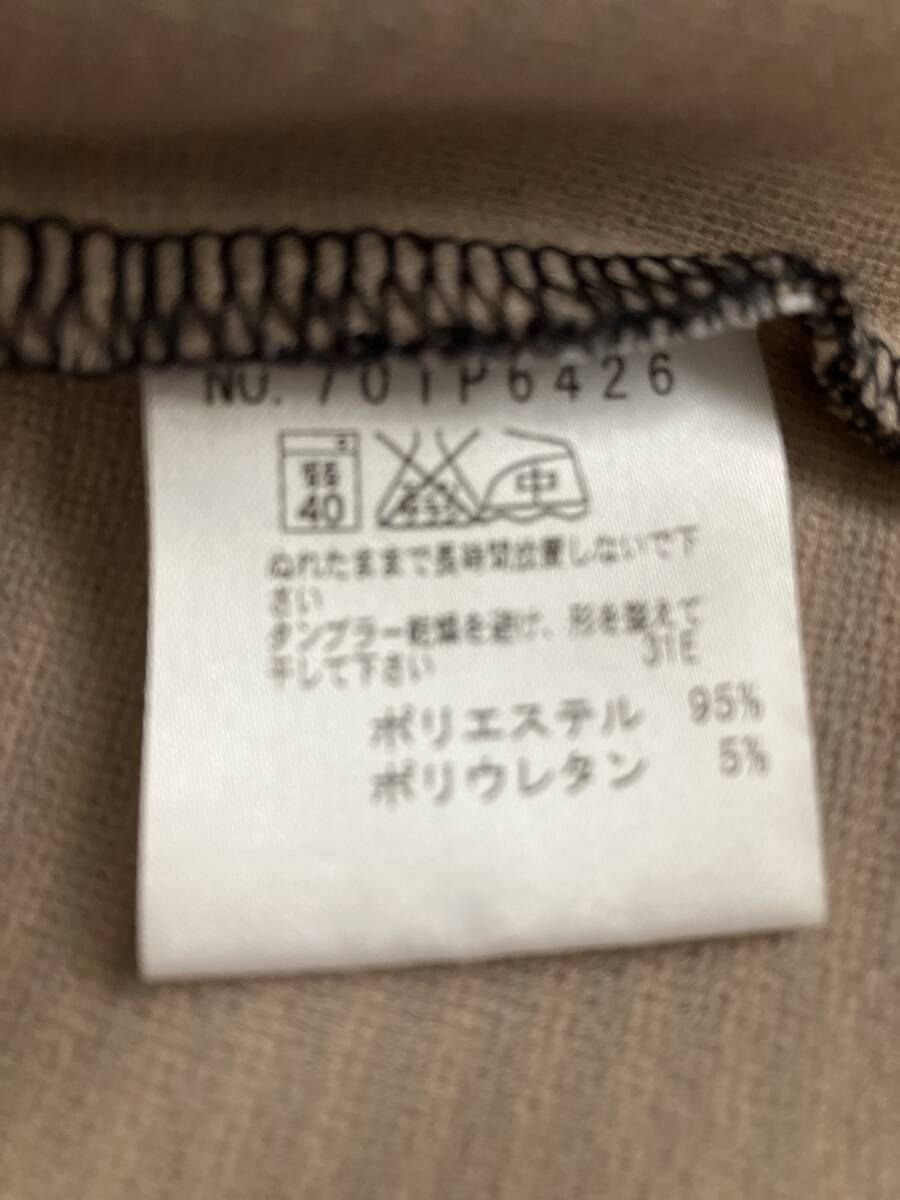 NO. 701P6426
弱
40
中
ぬれたままで長時間放置しないで下
さい
タンブラー乾燥を避け、形を整えて
干して下さい 31E
ポリエステル 95%
ポリウレタン 5%